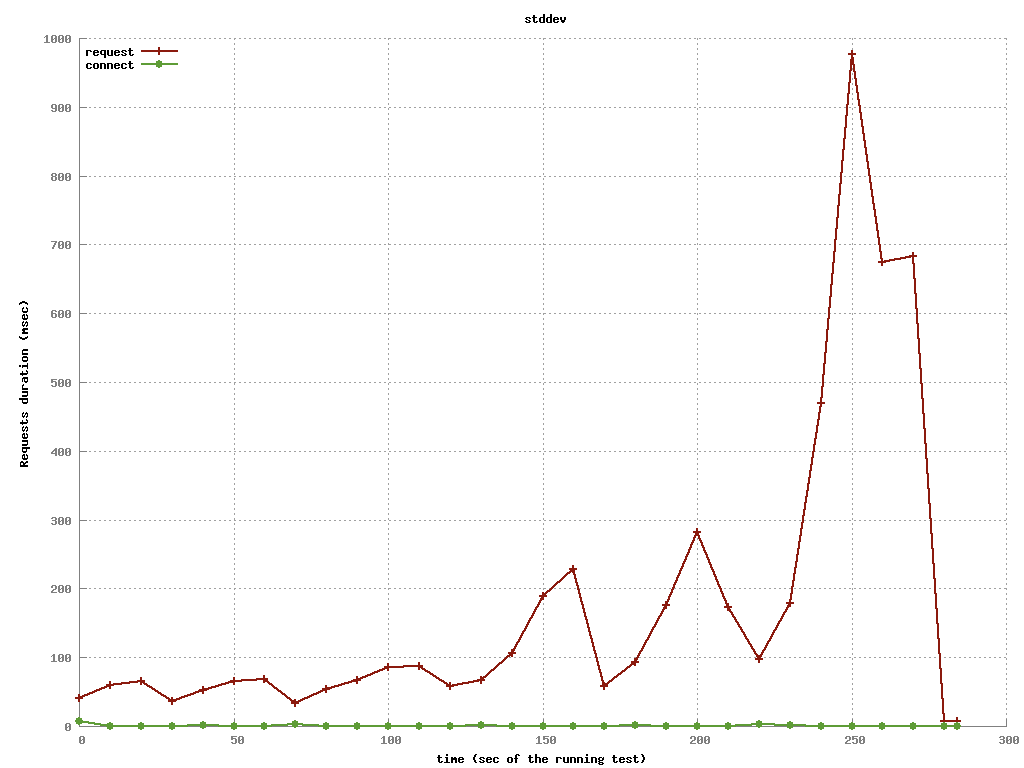 stddev
request
connect
1000
900
800
700
600
500
400
300
200
100
0
Requests duration (msec)
0 50 100 150 200 250 300
time (sec of the running test)